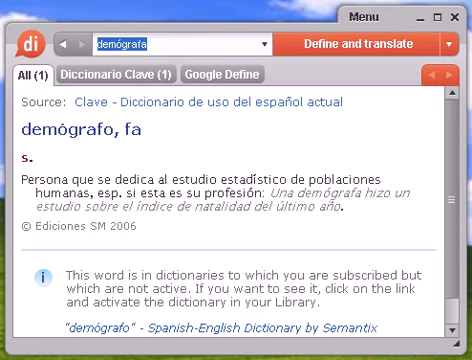 Menu
di
demógrafa
Define and translate
All (1)
Diccionario Clave (1)
Google Define
Source: Clave - Diccionario de uso del español actual
demógrafo, fa
s.
Persona que se dedica al estudio estadístico de poblaciones
humanas, esp. si esta es su profesión: Una demógrafa hizo un
estudio sobre el índice de natalidad del último año.
© Ediciones SM 2006
i
This word is in dictionaries to which you are subscribed but
which are not active. If you want to see it, click on the link
and activate the dictionary in your Library.
"demógrafo" - Spanish-English Dictionary by Semantix